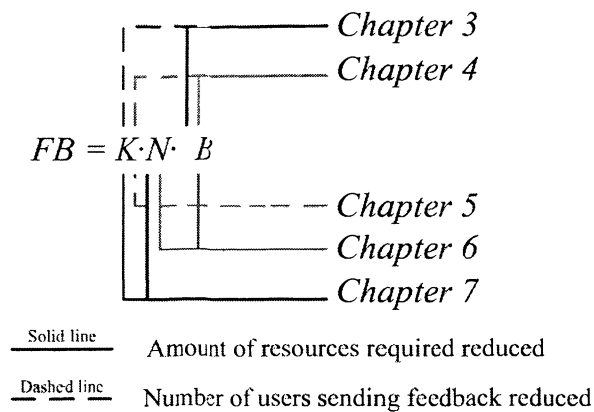 Chapter 3
Chapter 4
FB = K·N· B
Chapter 5
Chapter 6
Chapter 7
Solid line
Amount of resources required reduced
Dashed line
Number of users sending feedback reduced